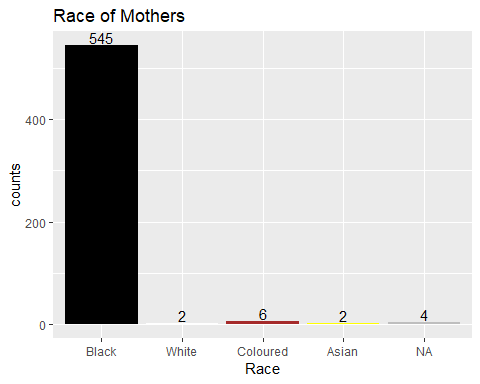 Race of Mothers
545
2
6
2
4
400
200
0
counts
Black
White
Coloured
Asian
NA
Race